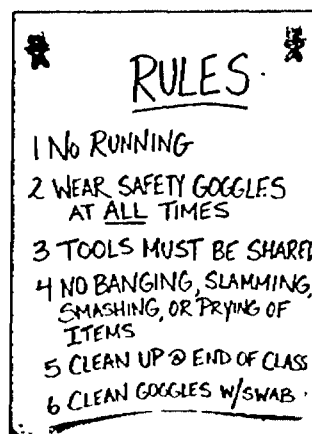 RULES
1 NO RUNNING
2 WEAR SAFETY GOGGLES
AT ALL TIMES
3 TOOLS MUST BE SHARED
4 NO BANGING, SLAMMING,
SMASHING, OR PRYING OF
ITEMS
5 CLEAN UP @ END OF CLASS
6 CLEAN GOGGLES W/SWAB